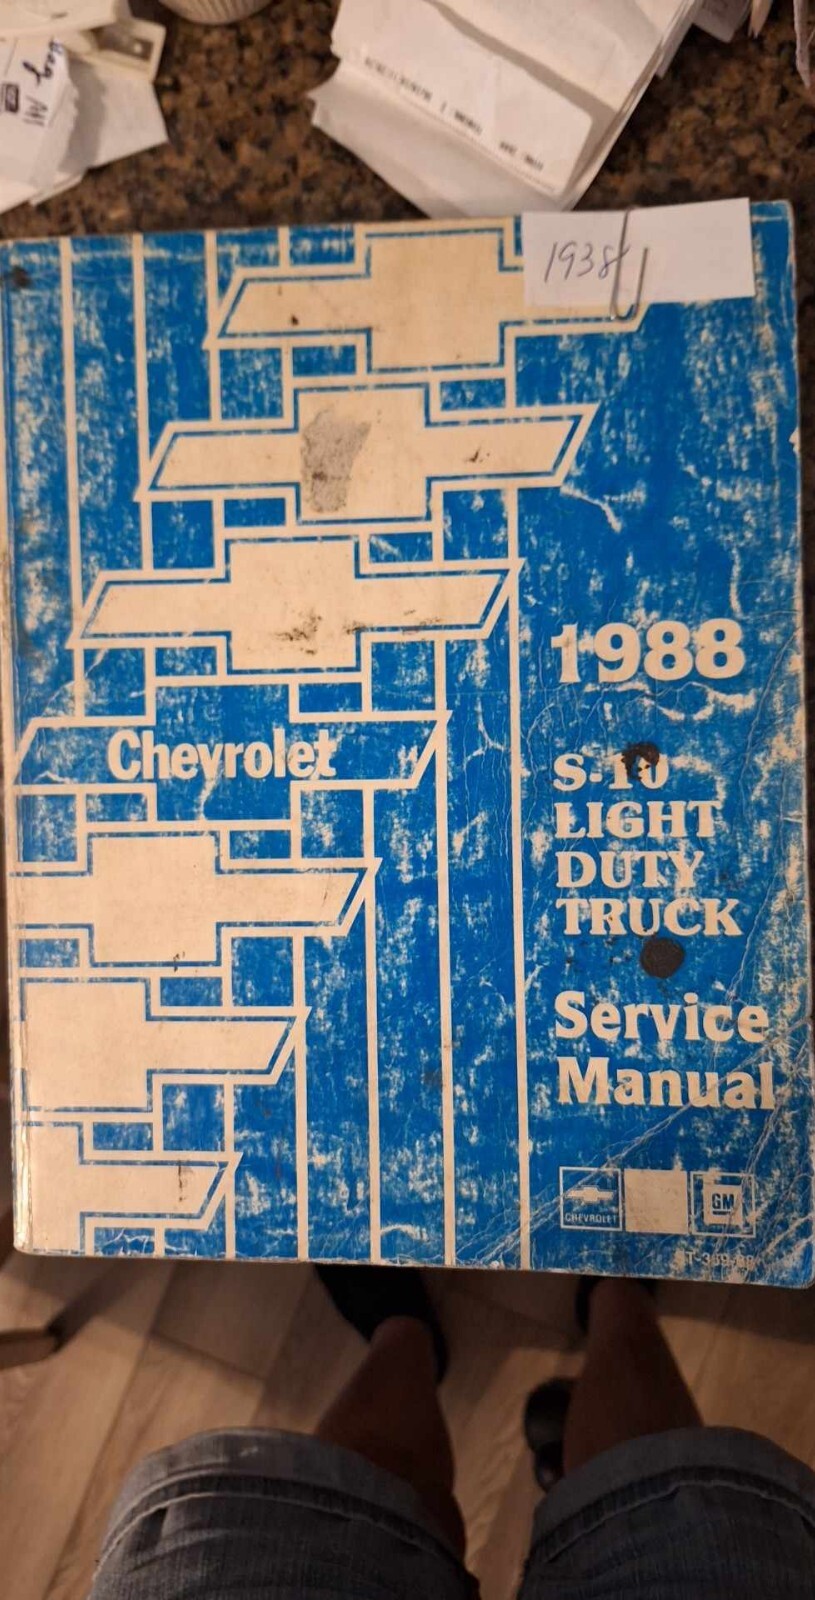 1938
1988
Chevrolet
S-10
LIGHT
DUTY
TRUCK
Service
Manual
CHEVROLET
GM